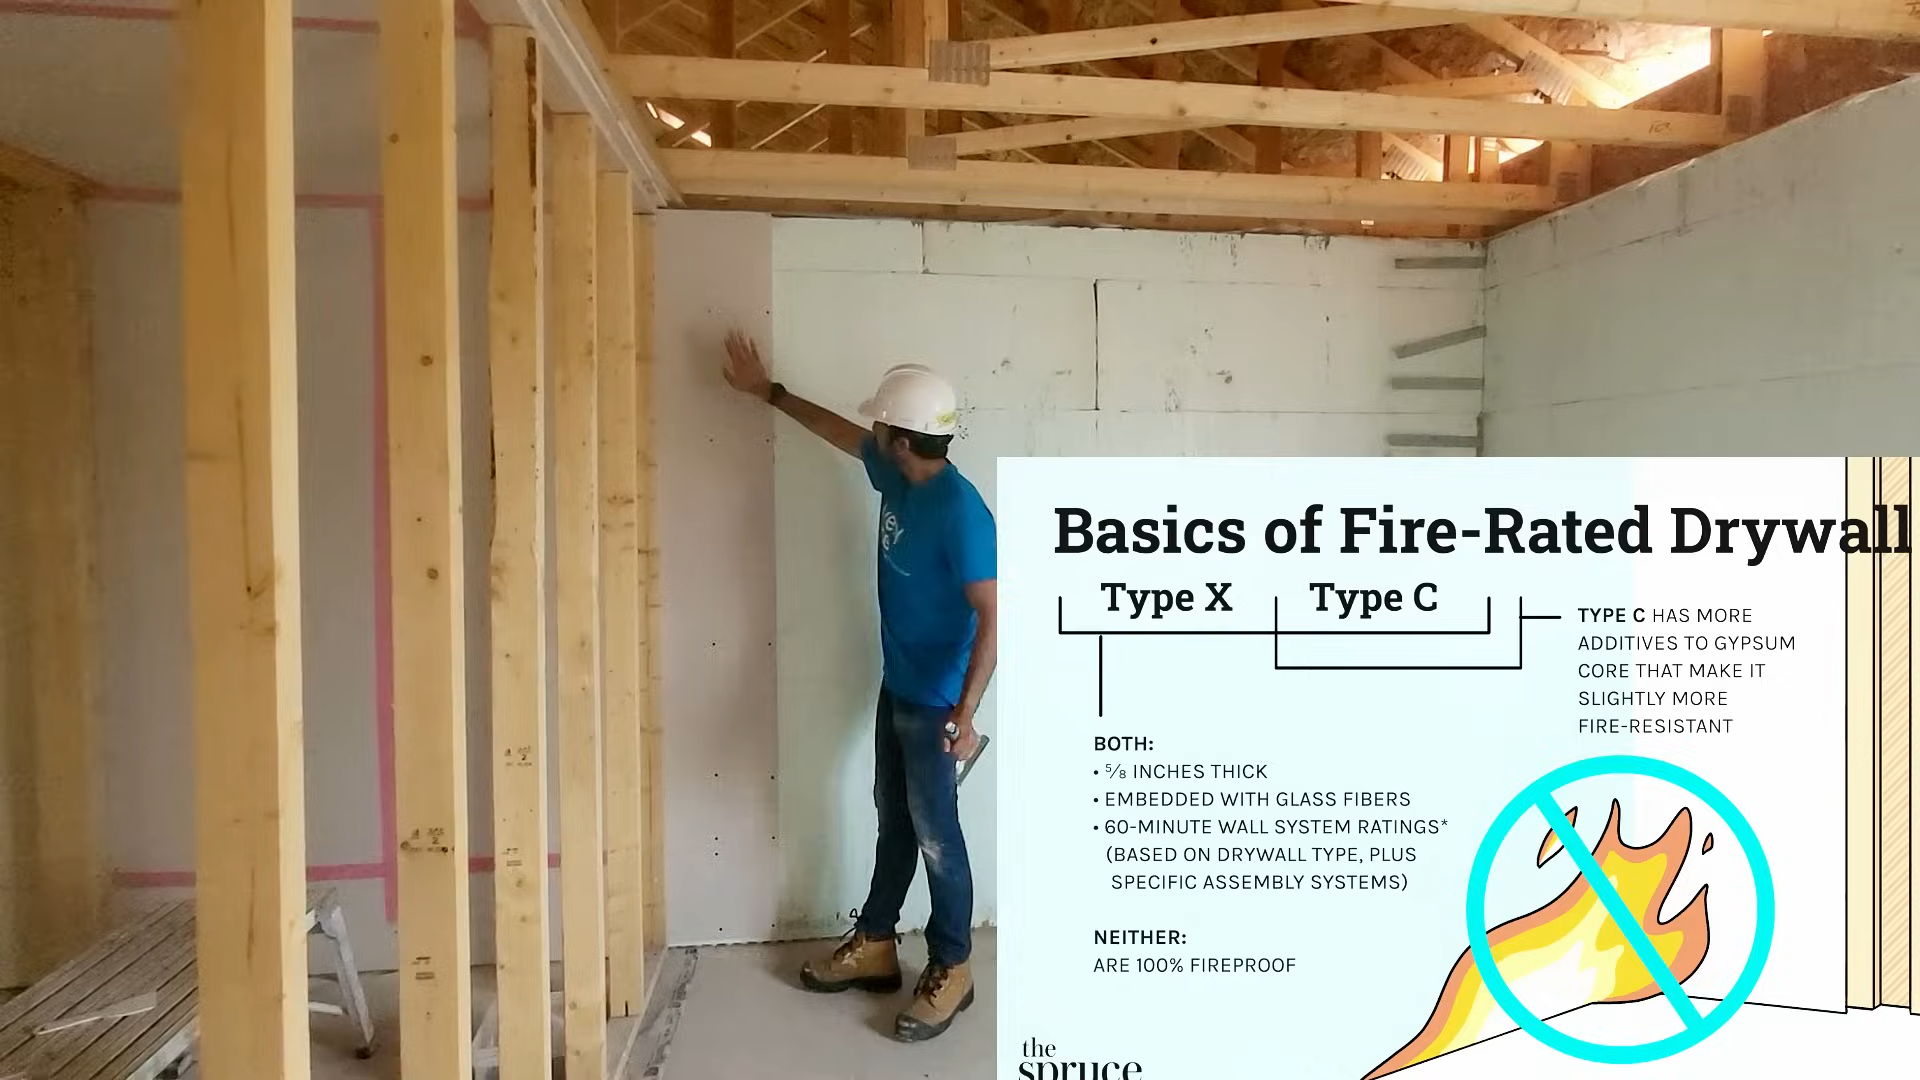 Basics of Fire-Rated Drywall
Type X
Type C
TYPE C HAS MORE
ADDITIVES TO GYPSUM
CORE THAT MAKE IT
SLIGHTLY MORE
FIRE-RESISTANT
BOTH:
• 5/8 INCHES THICK
• EMBEDDED WITH GLASS FIBERS
• 60-MINUTE WALL SYSTEM RATINGS*
(BASED ON DRYWALL TYPE, PLUS
SPECIFIC ASSEMBLY SYSTEMS)
NEITHER:
ARE 100% FIREPROOF
the
spruce